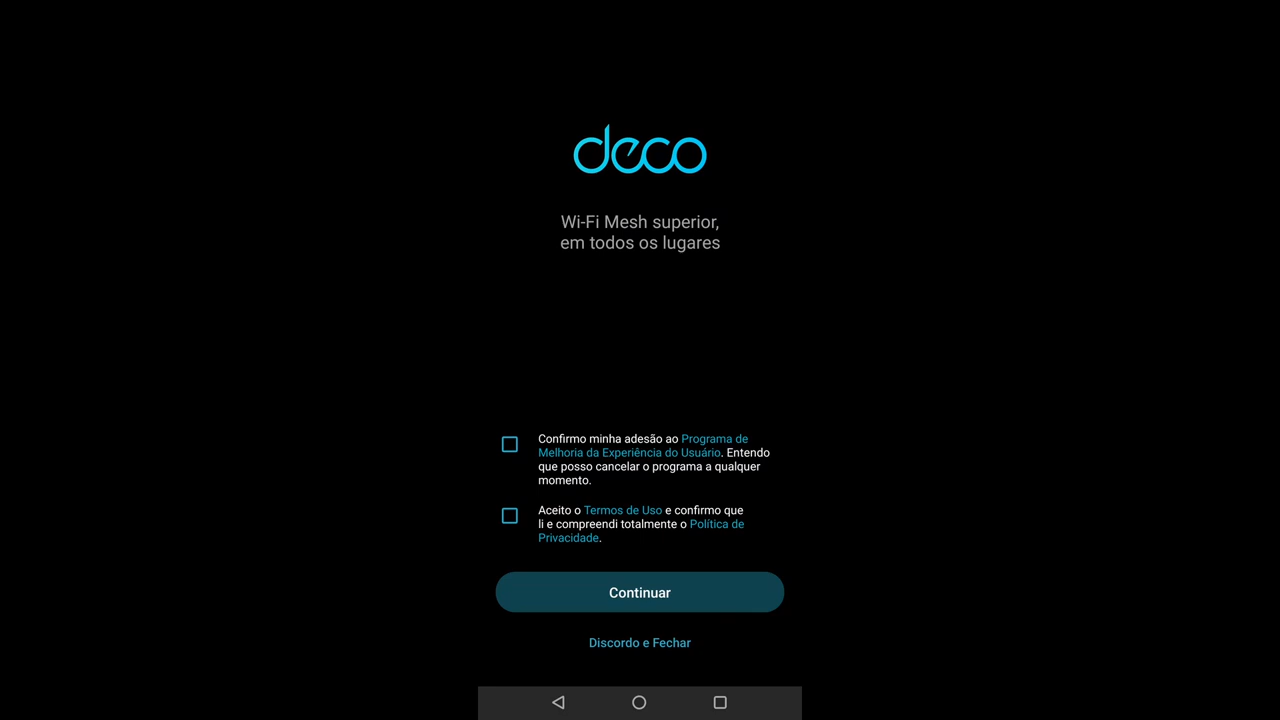 deco
Wi-Fi Mesh superior,
em todos os lugares
Confirmo minha adesão ao Programa de
Melhoria da Experiência do Usuário. Entendo
que posso cancelar o programa a qualquer
momento.
Aceito o Termos de Uso e confirmo que
li e compreendi totalmente o Política de
Privacidade.
Continuar
Discordo e Fechar